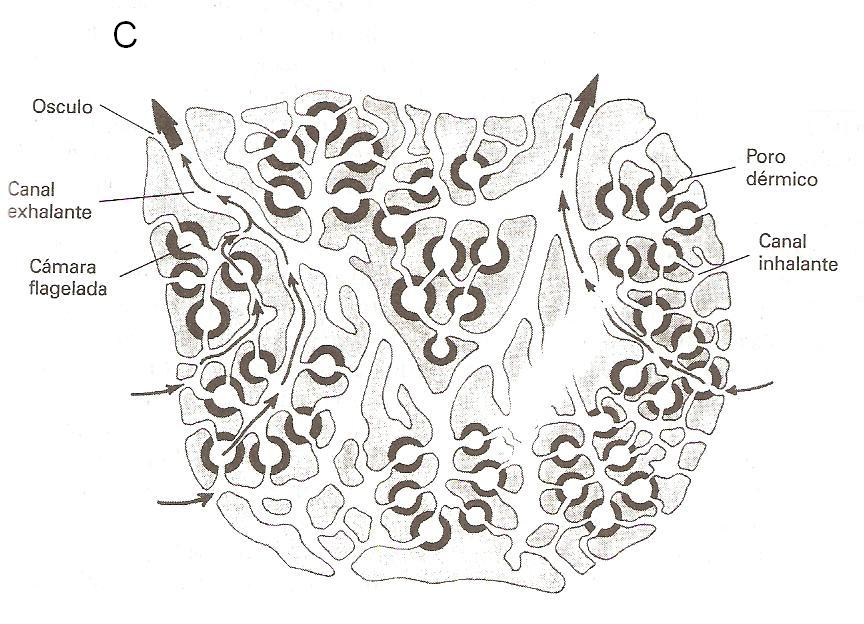 C
Osculo
Canal
exhalante
Cámara
flagelada
Poro
dérmico
Canal
inhalante